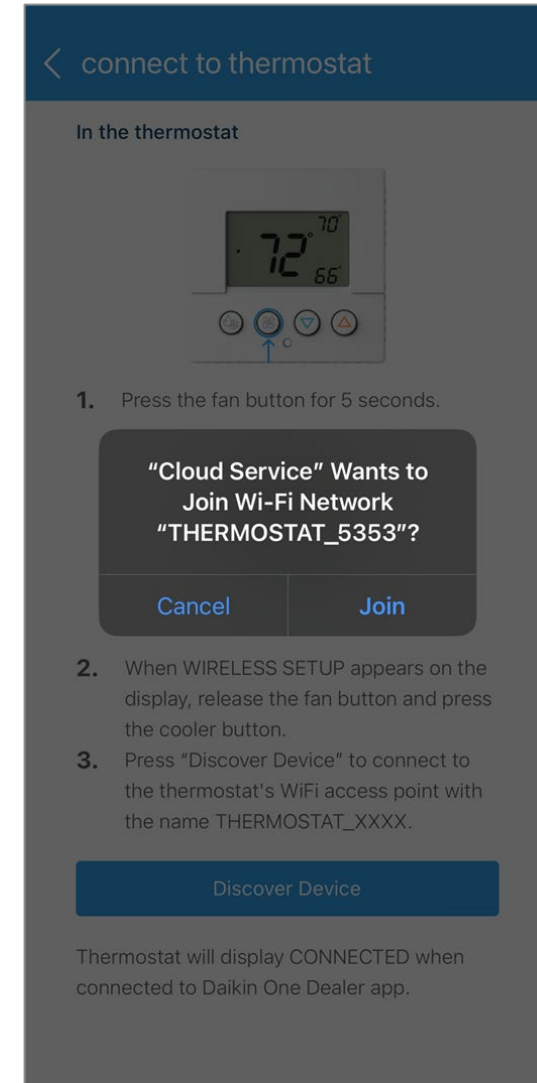 connect to thermostat
In the thermostat
70°
72°
66°
1. Press the fan button for 5 seconds.
"Cloud Service" Wants to
Join Wi-Fi Network
"THERMOSTAT_5353"?
Cancel Join
2. When WIRELESS SETUP appears on the
display, release the fan button and press
the cooler button.
3. Press "Discover Device" to connect to
the thermostat's WiFi access point with
the name THERMOSTAT_XXXX.
Discover Device
Thermostat will display CONNECTED when
connected to Daikin One Dealer app.